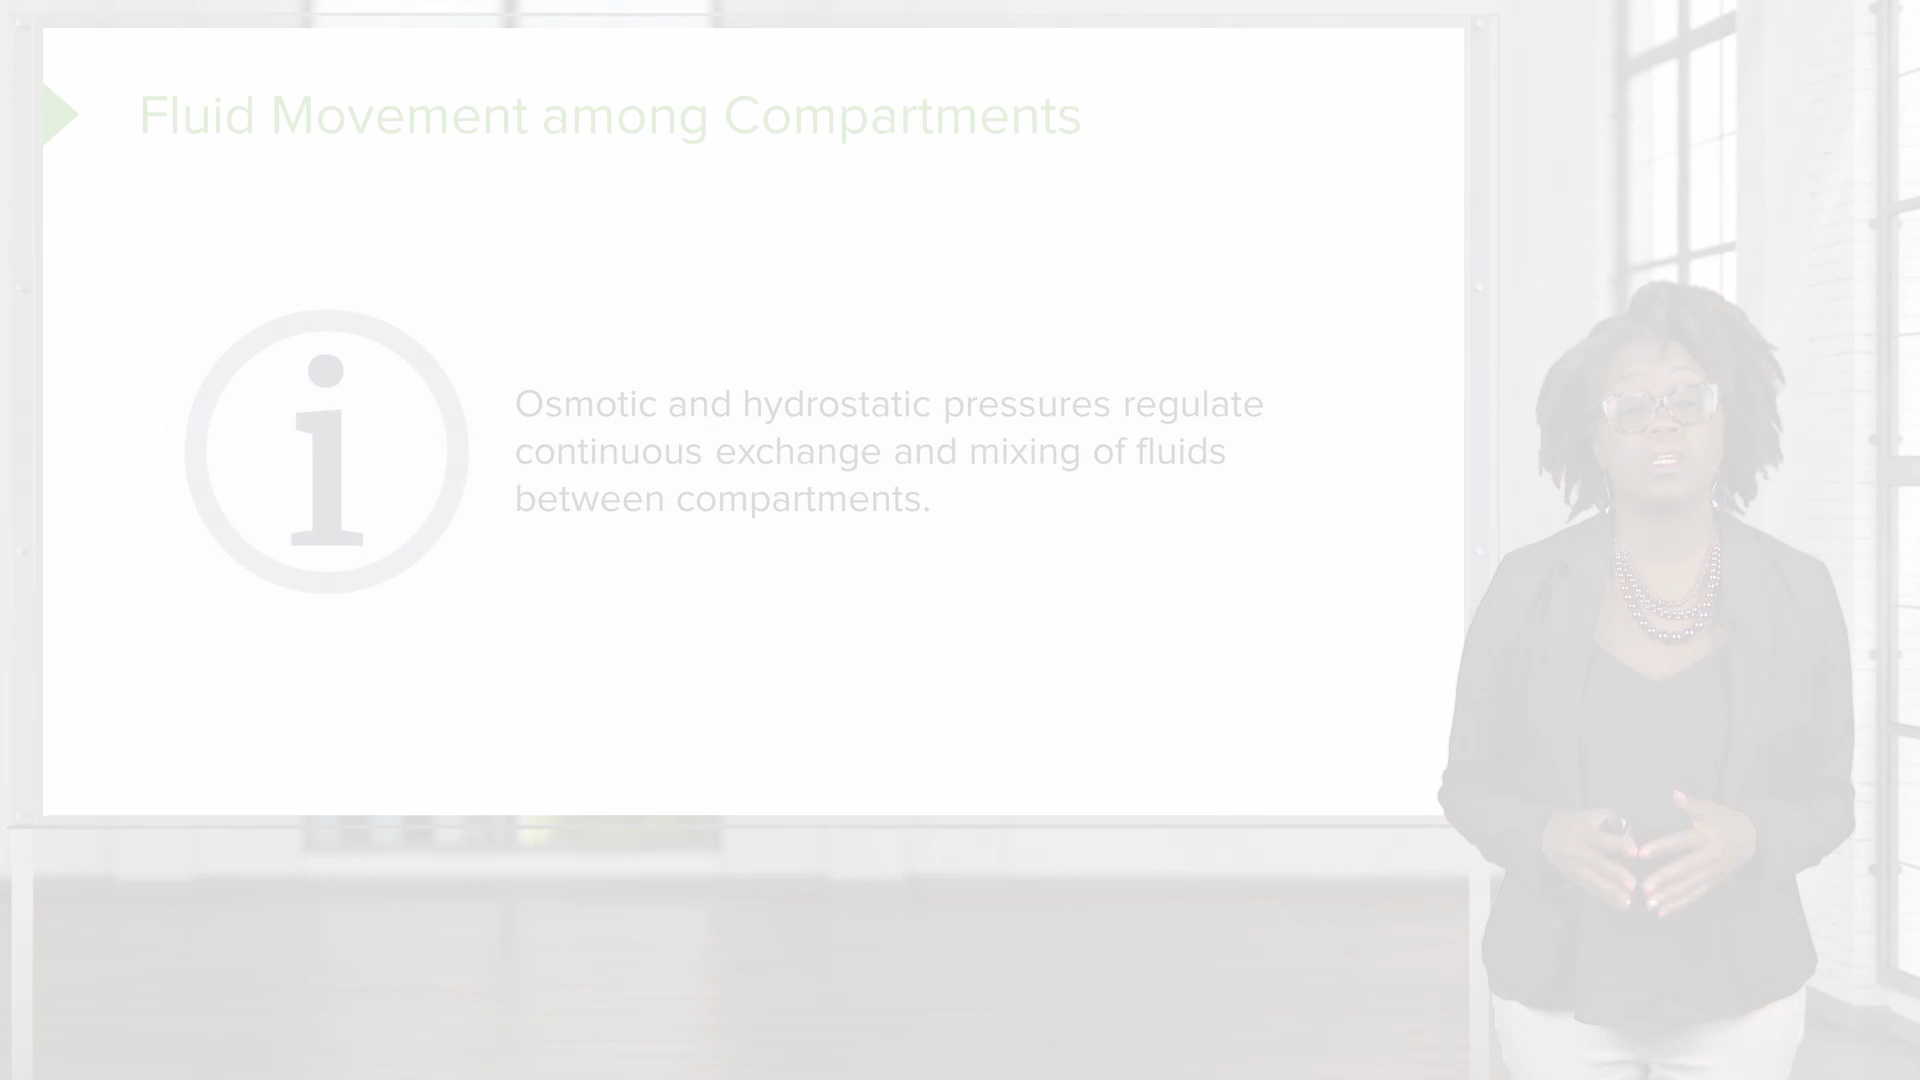 Fluid Movement among Compartments
Osmotic and hydrostatic pressures regulate
continuous exchange and mixing of fluids
between compartments.